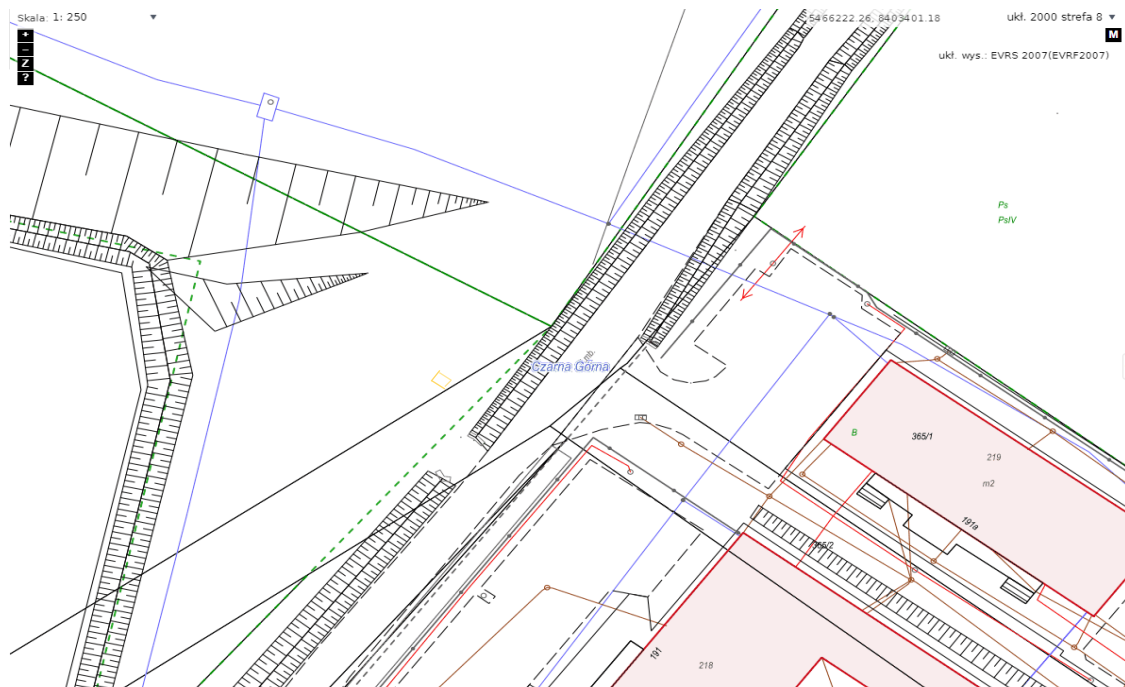 Skala: 1: 250
5466222.26, 8403401.18
ukł. 2000 strefa 8
+
−
Z
?
M
ukł. wys.: EVRS 2007(EVRF2007)
Ps
PsIV
mb.
Czarna Górna
B
365/1
219
m2
191a
365/2
191
218